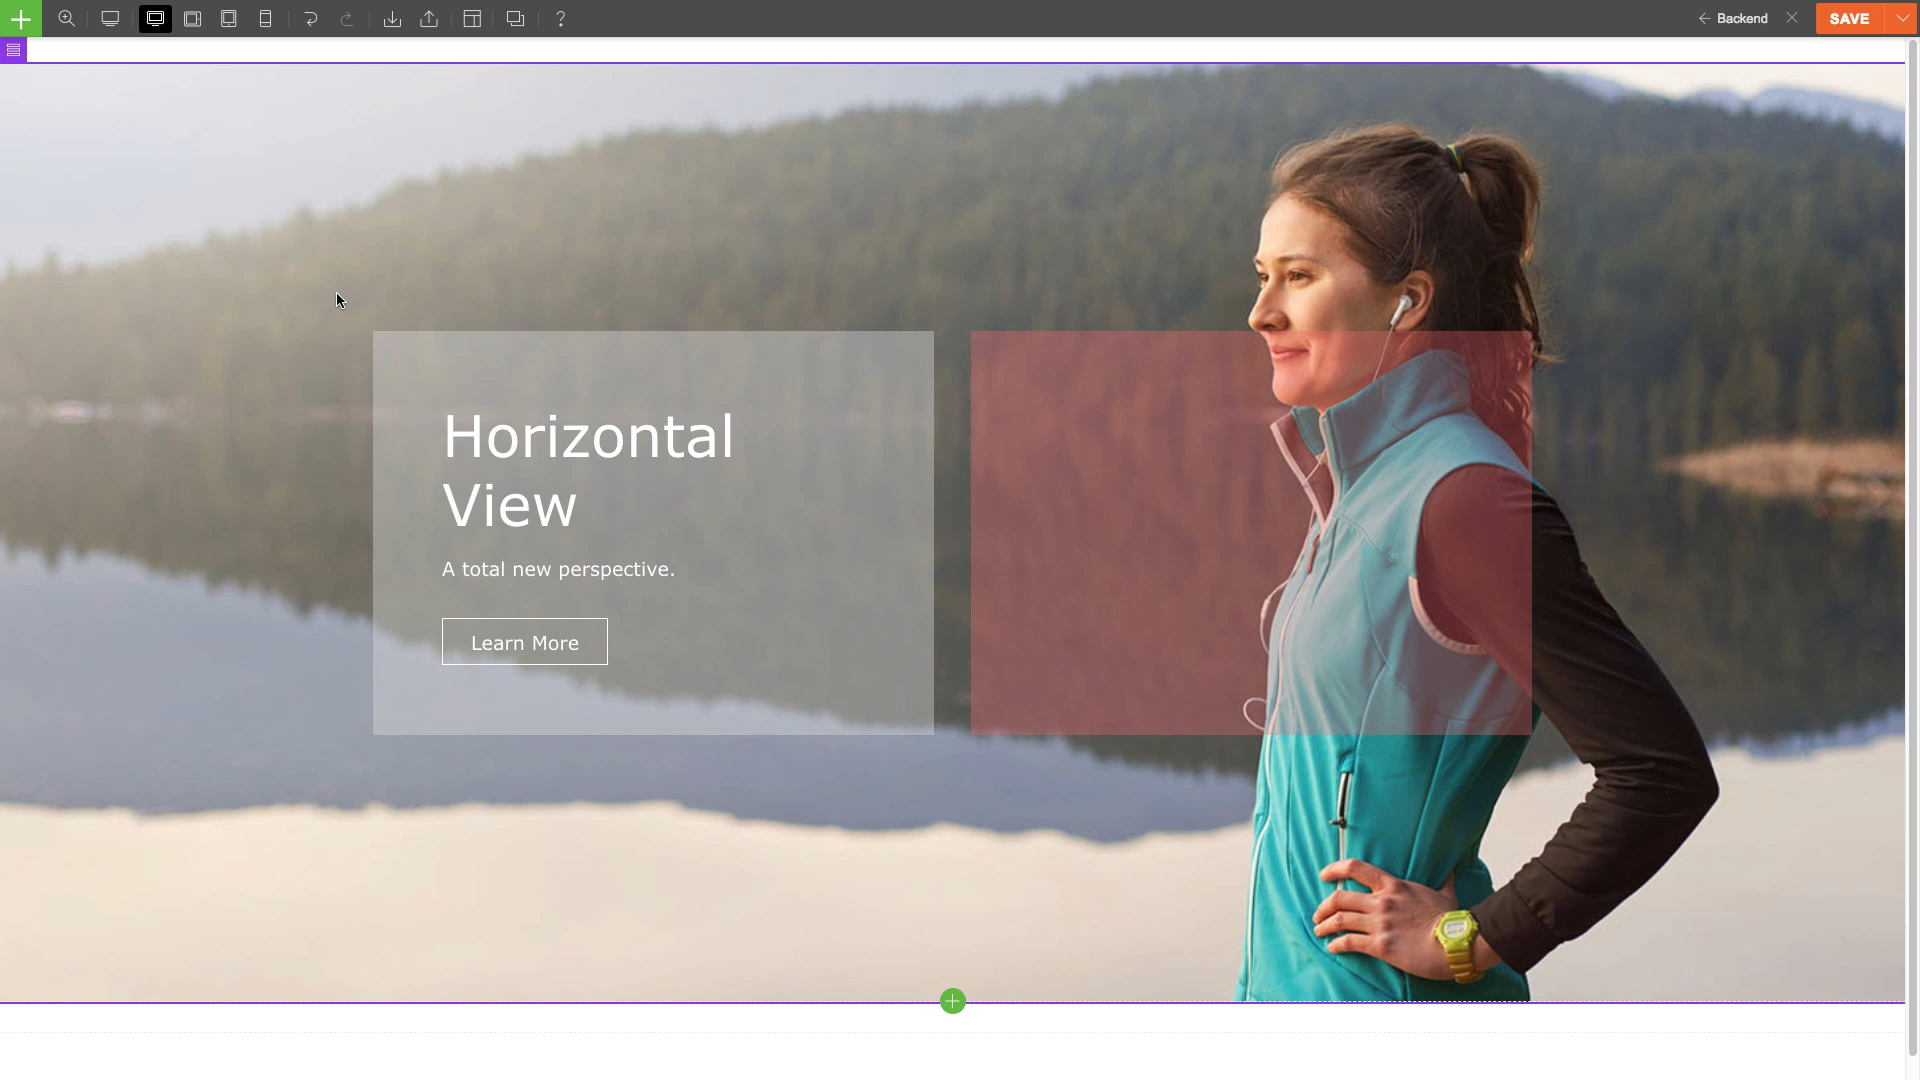 Backend
SAVE
Horizontal
View
A total new perspective.
Learn More